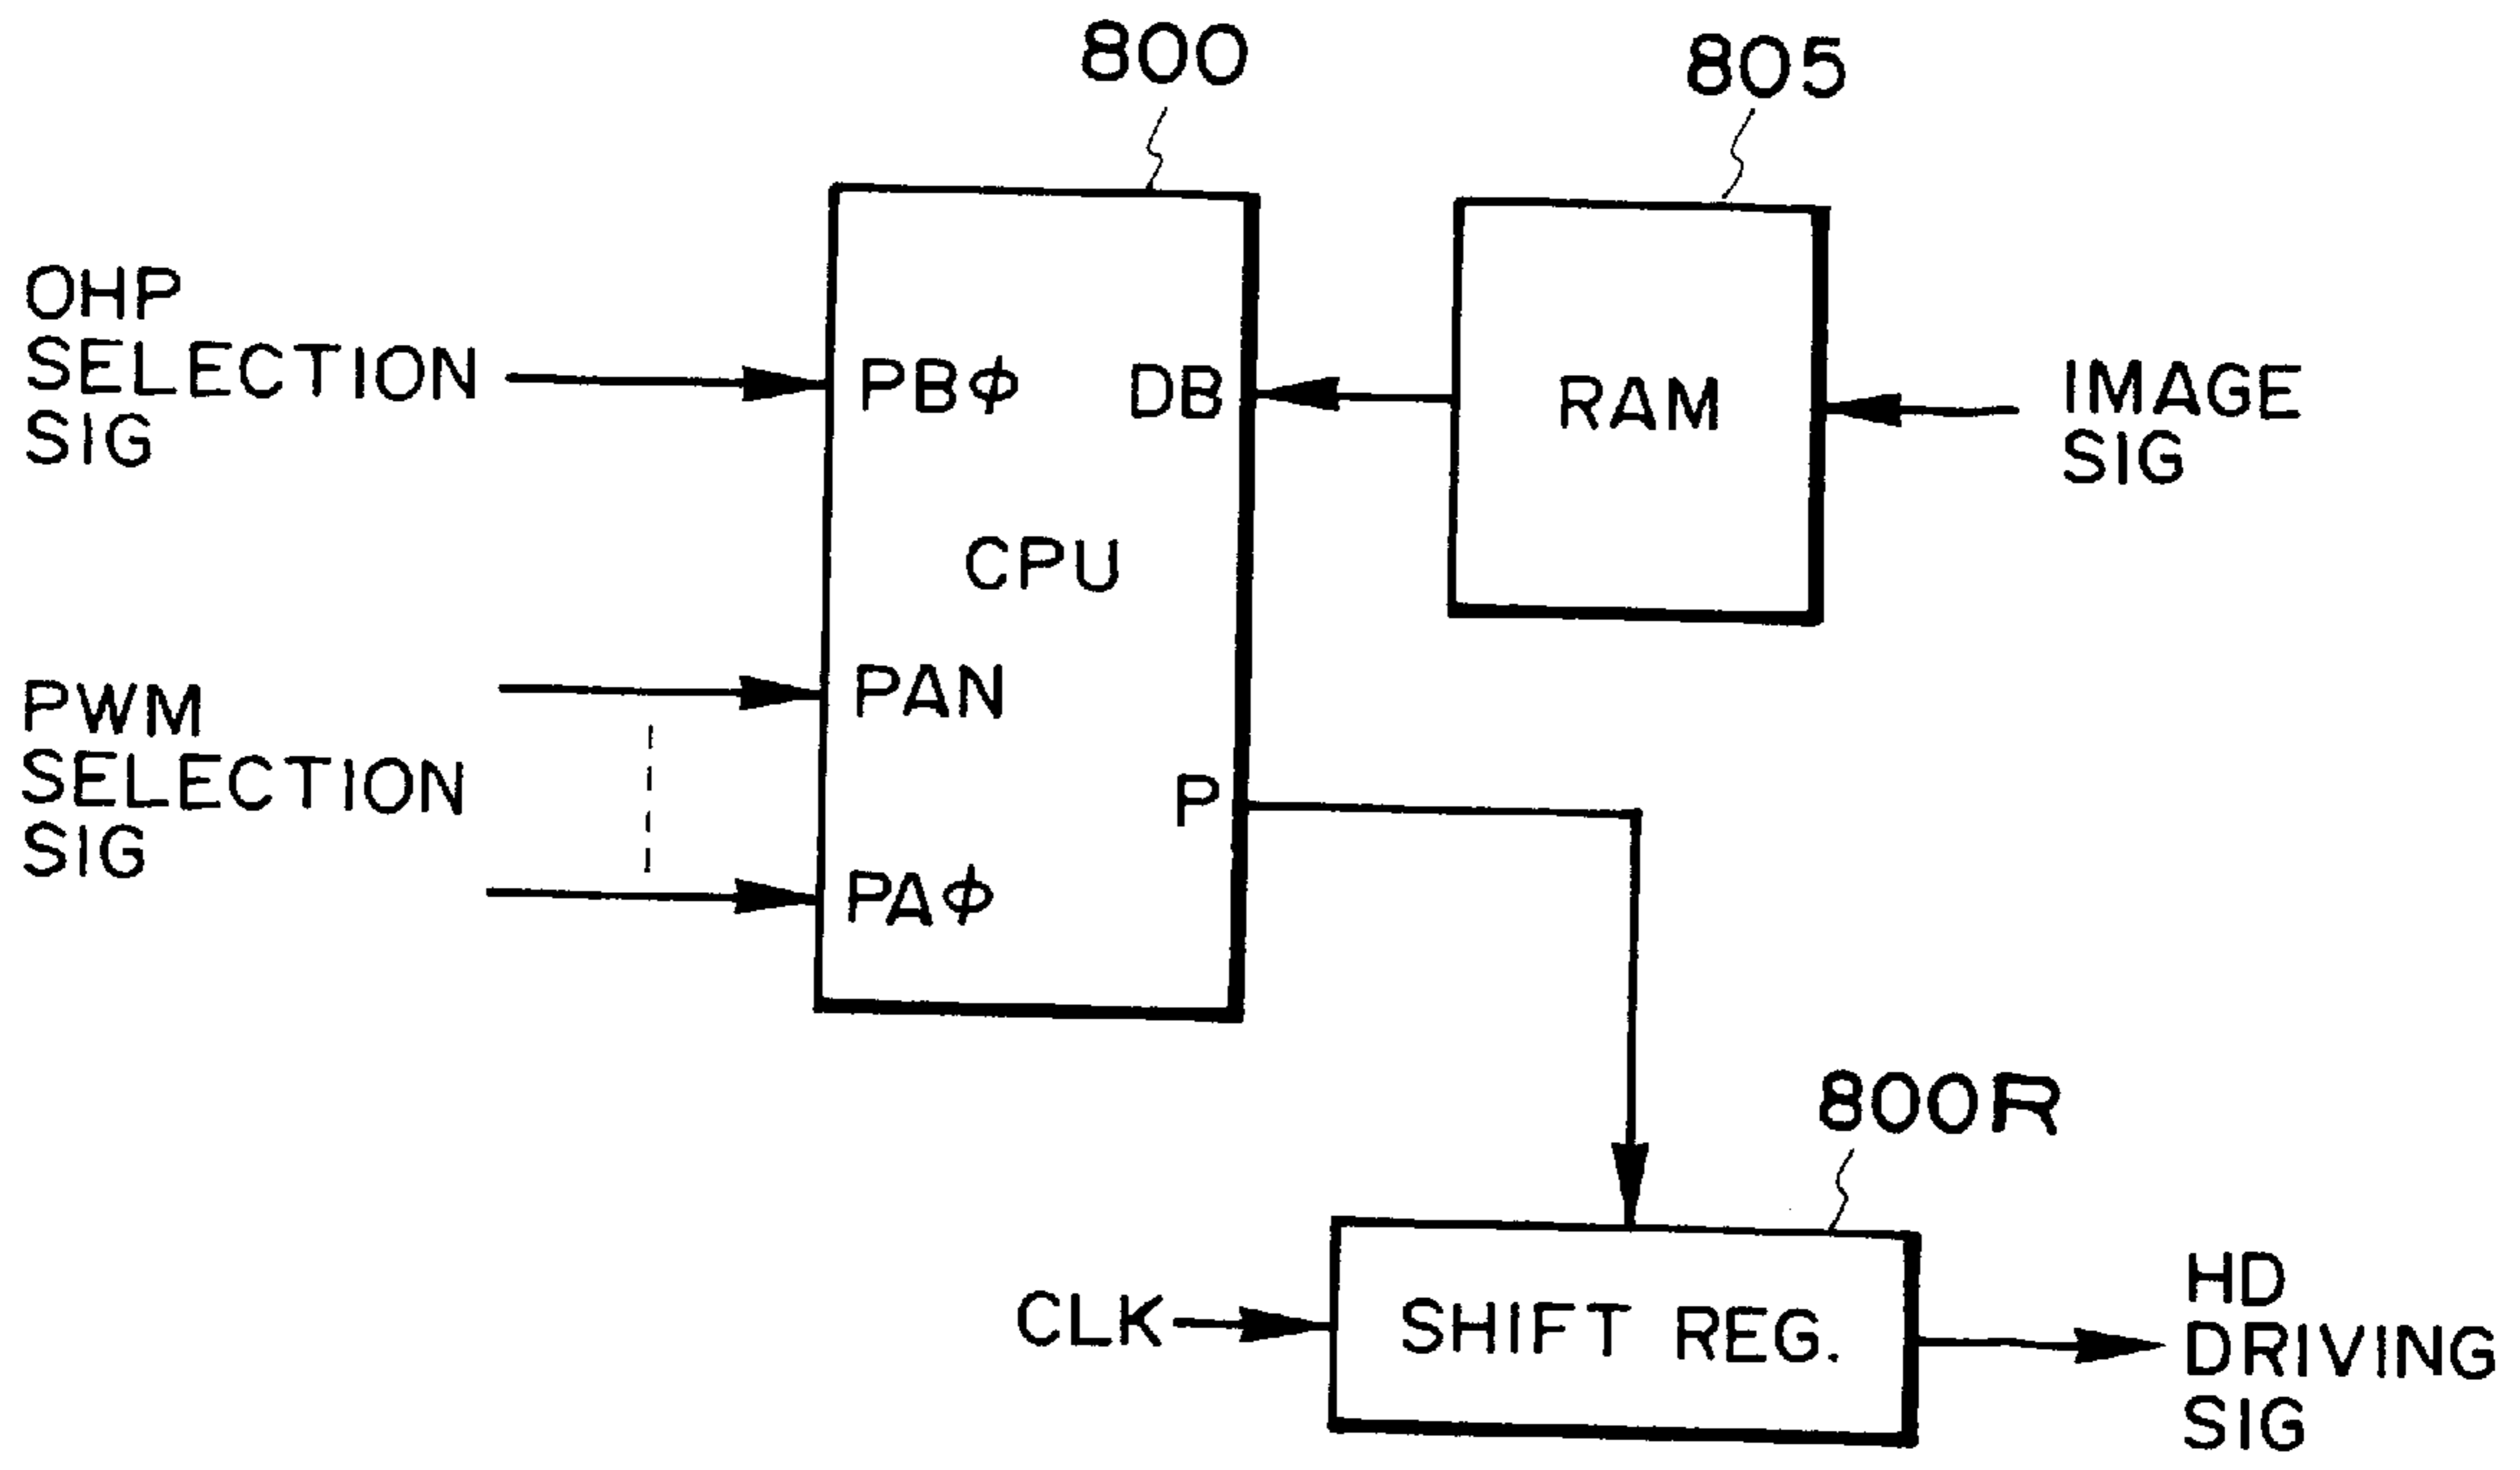 800
805
OHP
SELECTION
SIG
PBϕ
DB
RAM
IMAGE
SIG
CPU
PWM
SELECTION
SIG
PAN
P
PAϕ
800R
CLK
SHIFT REG.
HD
DRIVING
SIG